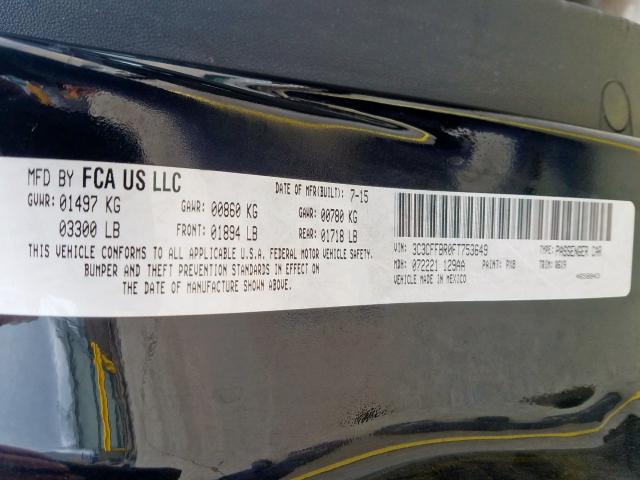 MFD BY FCA US LLC DATE OF MFR(BUILT): 7-15
GVWR: 01497 KG GAWR: 00860 KG GAWR: 00780 KG
03300 LB FRONT: 01894 LB REAR: 01718 LB
THIS VEHICLE CONFORMS TO ALL APPLICABLE U.S.A. FEDERAL MOTOR VEHICLE SAFETY,
BUMPER AND THEFT PREVENTION STANDARDS IN EFFECT ON
THE DATE OF MANUFACTURE SHOWN ABOVE.
VIN: 3C3CFFBR0FT753649 TYPE: PASSENGER CAR
MDH: 072221 129AA PAINT: PX8 TRIM: A6X9
VEHICLE MADE IN MEXICO